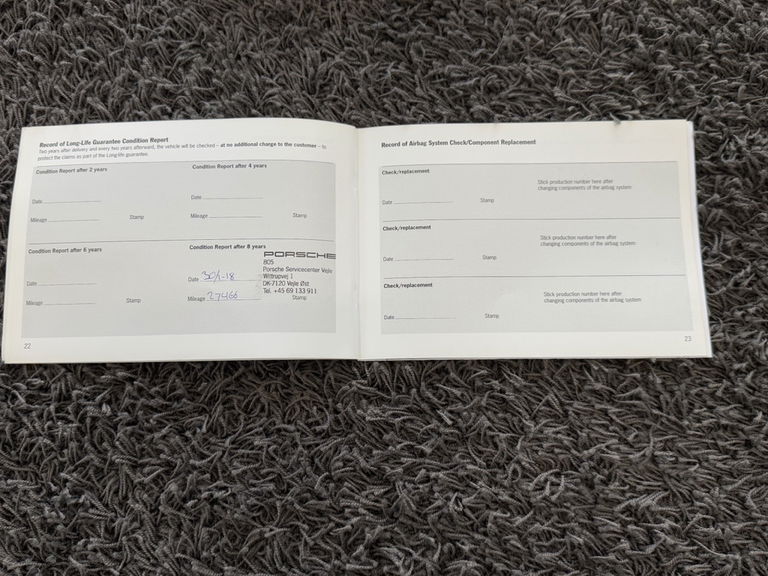 Record of Long-Life Guarantee Condition Report
Two years after delivery and every two years afterward, the vehicle will be checked – at no additional charge to the customer – to
protect the claims as part of the Long-life guarantee.
Condition Report after 2 years
Date
Mileage
Stamp
Condition Report after 4 years
Date
Mileage
Stamp
Condition Report after 6 years
Date
Mileage
Stamp
Condition Report after 8 years
Date 30/1-18
Mileage 27466
Stamp
PORSCHE
805
Porsche Servicecenter Vejle
Wittrupvej 1
DK-7120 Vejle Øst
Tel. +45 69 133 911
22
Record of Airbag System Check/Component Replacement
Check/replacement
Date
Stamp
Stick production number here after
changing components of the airbag system
Check/replacement
Date
Stamp
Stick production number here after
changing components of the airbag system
Check/replacement
Date
Stamp
Stick production number here after
changing components of the airbag system
23